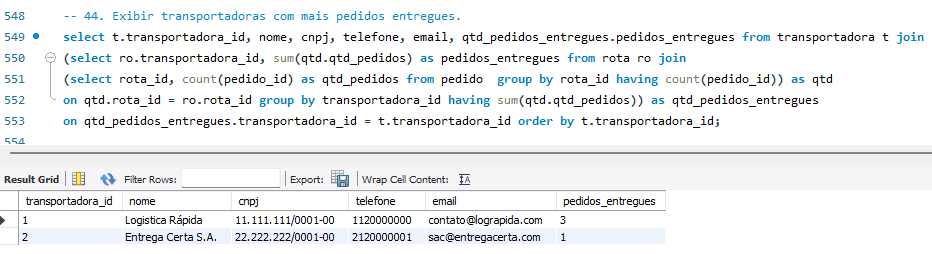 548 -- 44. Exibir transportadoras com mais pedidos entregues.
549 select t.transportadora_id, nome, cnpj, telefone, email, qtd_pedidos_entregues.pedidos_entregues from transportadora t join
550 (select ro.transportadora_id, sum(qtd.qtd_pedidos) as pedidos_entregues from rota ro join
551 (select rota_id, count(pedido_id) as qtd_pedidos from pedido  group by rota_id having count(pedido_id)) as qtd
552 on qtd.rota_id = ro.rota_id group by transportadora_id having sum(qtd.qtd_pedidos)) as qtd_pedidos_entregues
553 on qtd_pedidos_entregues.transportadora_id = t.transportadora_id order by t.transportadora_id;
554
Result Grid Filter Rows: Export: Wrap Cell Content:
transportadora_id nome cnpj telefone email pedidos_entregues
1 Logistica Rápida 11.111.111/0001-00 1120000000 contato@lograpida.com 3
2 Entrega Certa S.A. 22.222.222/0001-00 2120000001 sac@entregacerta.com 1